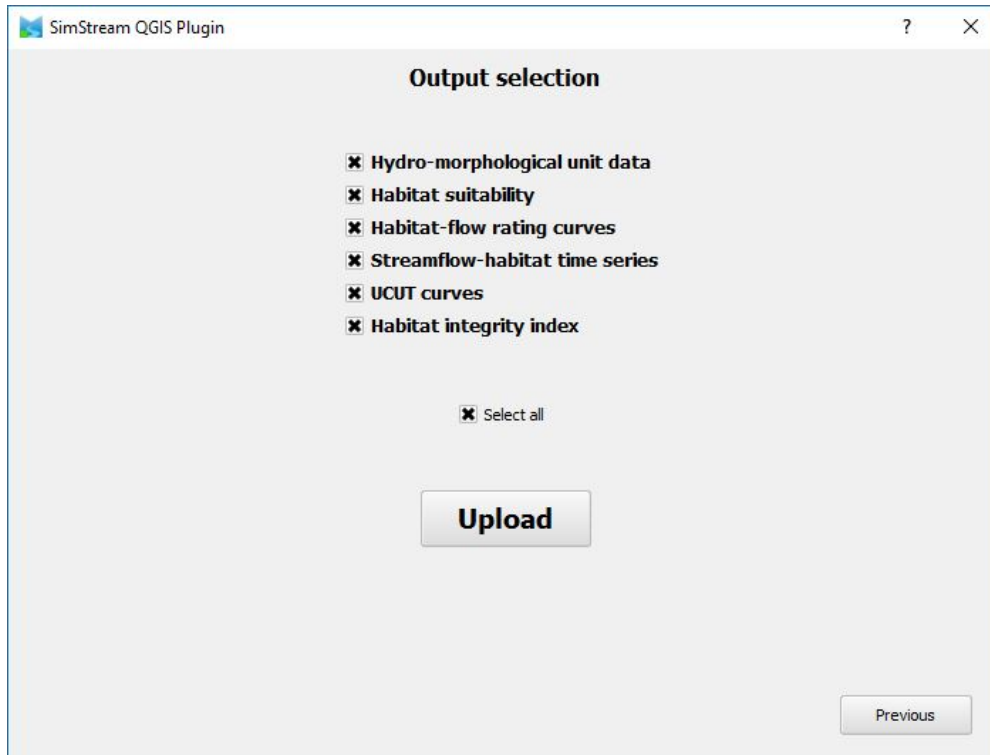 SimStream QGIS Plugin
Output selection
Hydro-morphological unit data
Habitat suitability
Habitat-flow rating curves
Streamflow-habitat time series
UCUT curves
Habitat integrity index
Select all
Upload
Previous